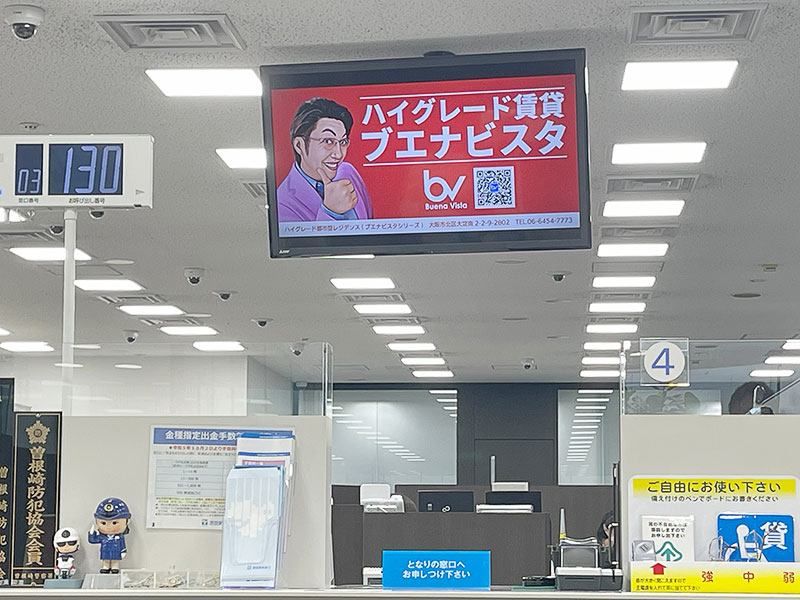 ハイグレード賃貸
ブエナビスタ
bv
Buena Vista
ハイグレード都市型レジデンス(ブエナビスタシリーズ) 大阪市北区大淀南2-2-9-2802 TEL.06-6454-7773
03
130
窓口番号
お呼び出し番号
4
金種指定出金手数
曽根崎防犯協会会員
曽根崎警察
となりの窓口へ
お申しつけ下さい
ご自由にお使い下さい
備え付けのペンでボードにお書きください
貸
強 中 弱